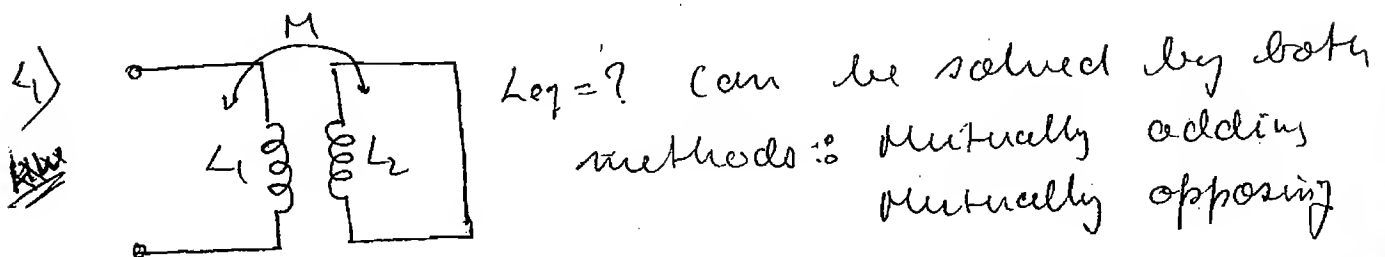 M
4) Leq = ? Can be solved by both
L1 L2 methods: Mutually adding
Mutually opposing